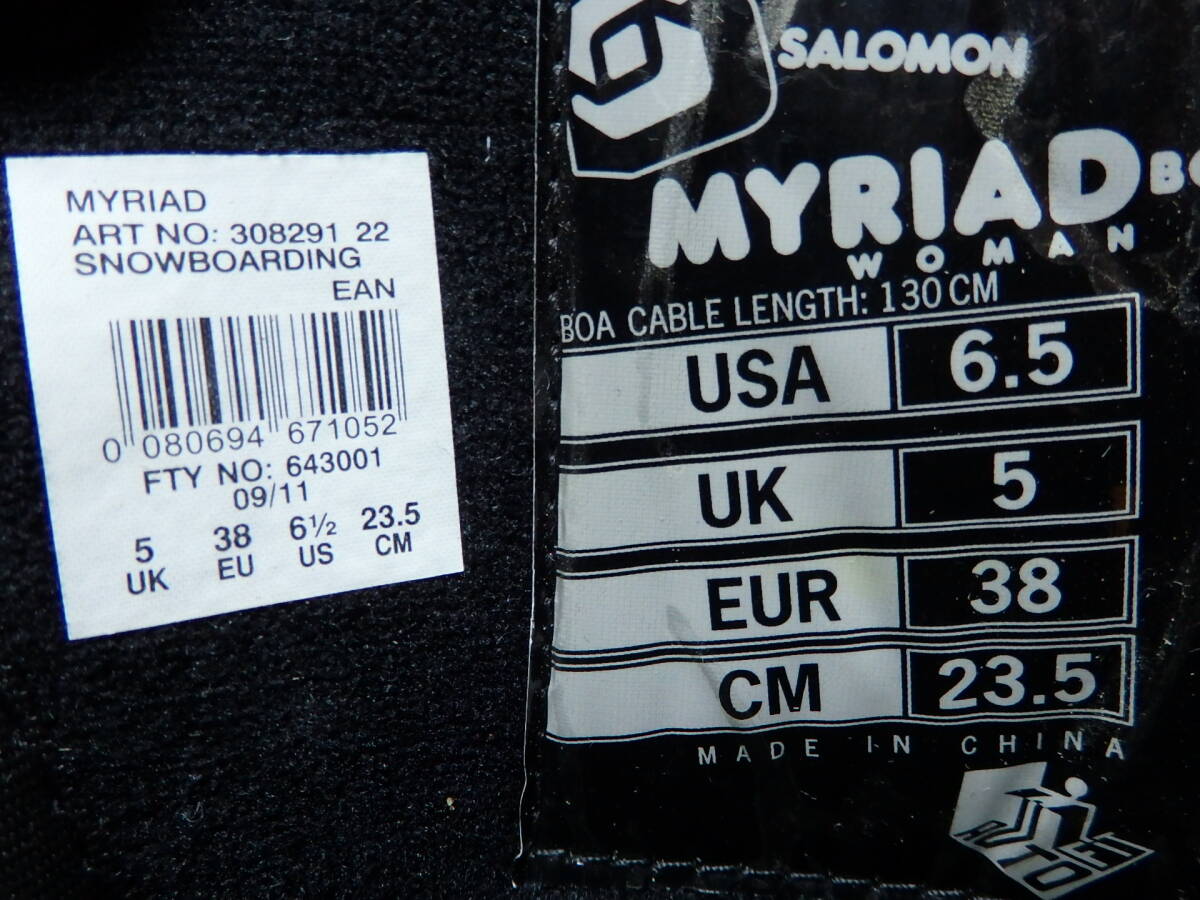 MYRIAD
ART NO: 308291 22
SNOWBOARDING
EAN
0 080694 671052
FTY NO: 643001
09/11
5 38 6½ 23.5
UK EU US CM
SALOMON
MYRIAD
WOMAN
BOA CABLE LENGTH: 130 CM
USA 6.5
UK 5
EUR 38
CM 23.5
MADE IN CHINA
AUTOFIT